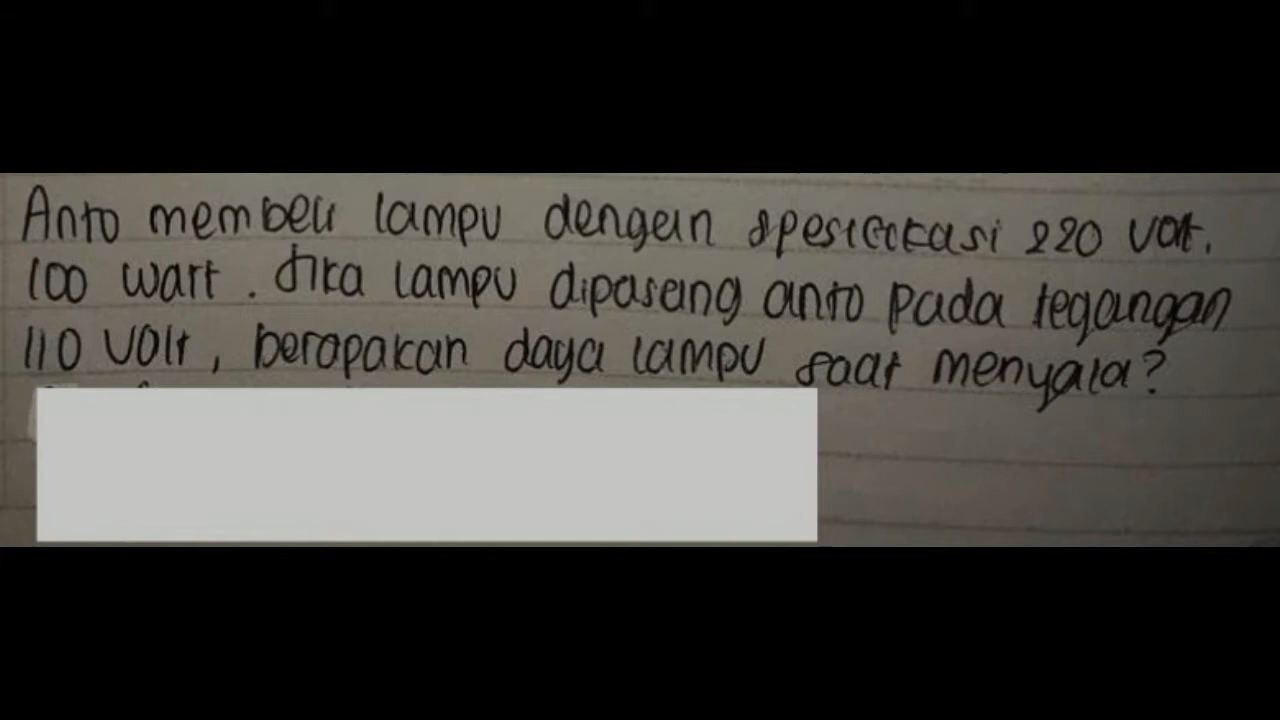 Anto membeli lampu dengan spesifikasi 220 volt.
100 watt. Jika lampu dipasang anto pada tegangan
110 volt, berapakah daya lampu saat menyala?